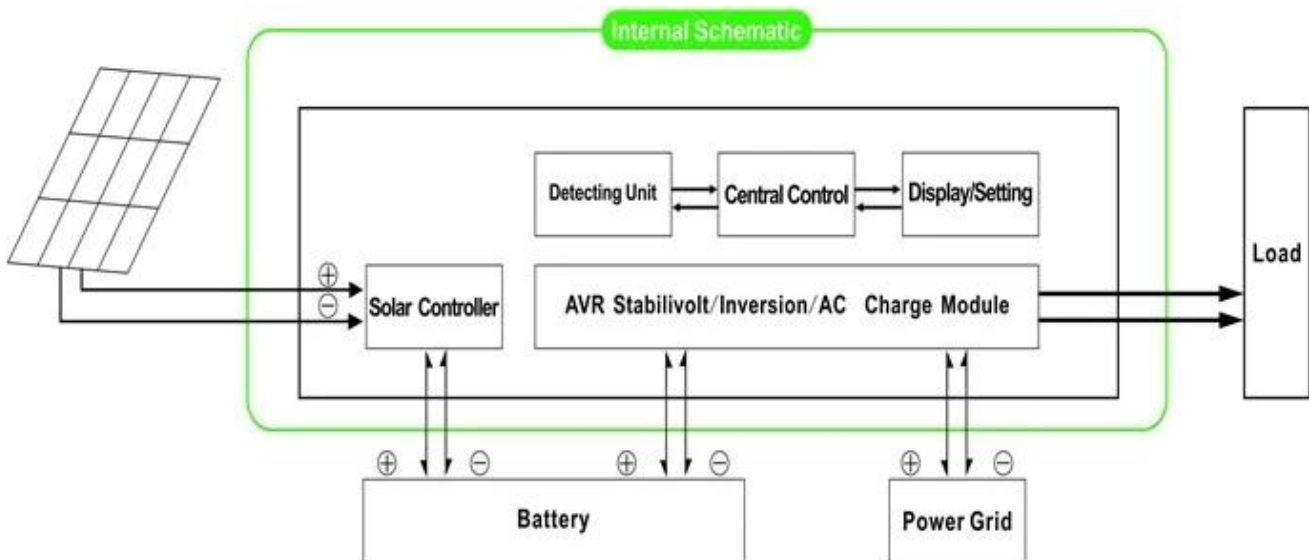 Internal Schematic
Detecting Unit
Central Control
Display/Setting
Load
⊕
⊖
Solar Controller
AVR Stabilivolt/Inversion/AC Charge Module
⊕ ⊖ ⊕ ⊖ ⊕ ⊖
Battery
Power Grid